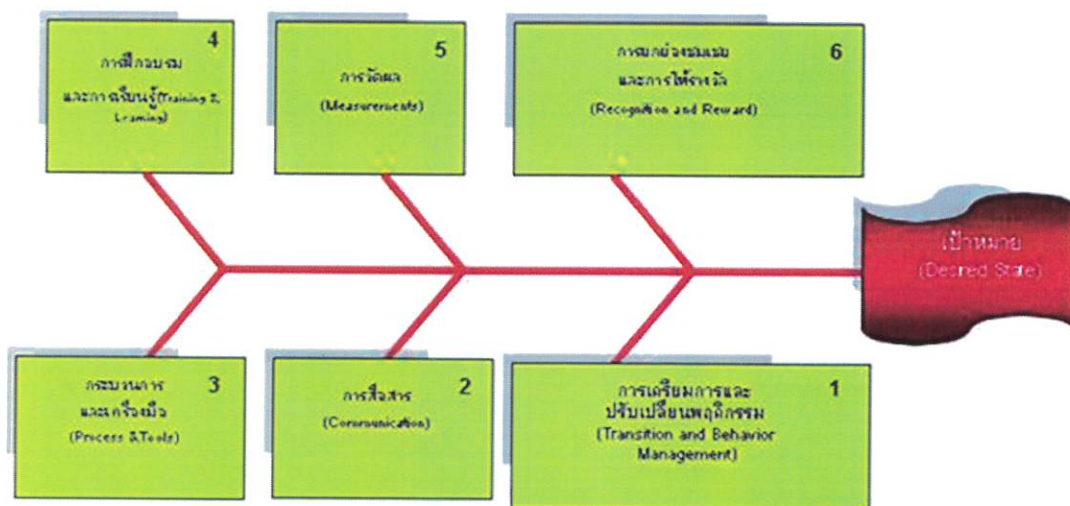 4
การฝึกอบรม
และการเรียนรู้(Training &
Learning)
5
การวัดผล
(Measurements)
6
การยกย่องชมเชย
และการให้รางวัล
(Recognition and Reward)
เป้าหมาย
(Desired State)
3
กระบวนการ
และเครื่องมือ
(Process &Tools)
2
การสื่อสาร
(Communication)
1
การเตรียมการและ
ปรับเปลี่ยนพฤติกรรม
(Transition and Behavior
Management)